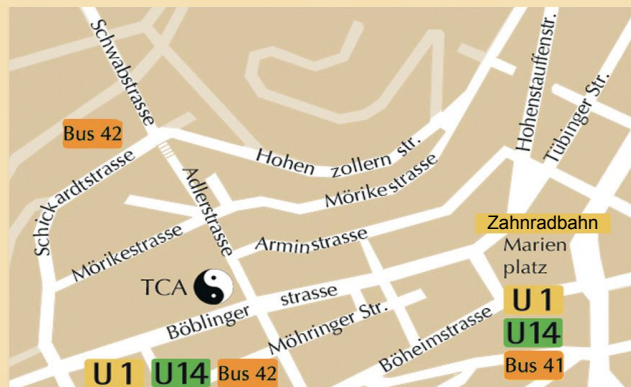 Schwabstrasse
Hohenstauffenstr.
Tübinger Str.
Bus 42
Hohen zollern str.
Schickardtstrasse
Adlerstrasse
Mörikestrasse
Zahnradbahn
Mörikestrasse
Arminstrasse
Marien
platz
TCA
U 1
Böblinger strasse
U14
Möhringer Str.
Böheimstrasse
Bus 41
U 1 U14 Bus 42